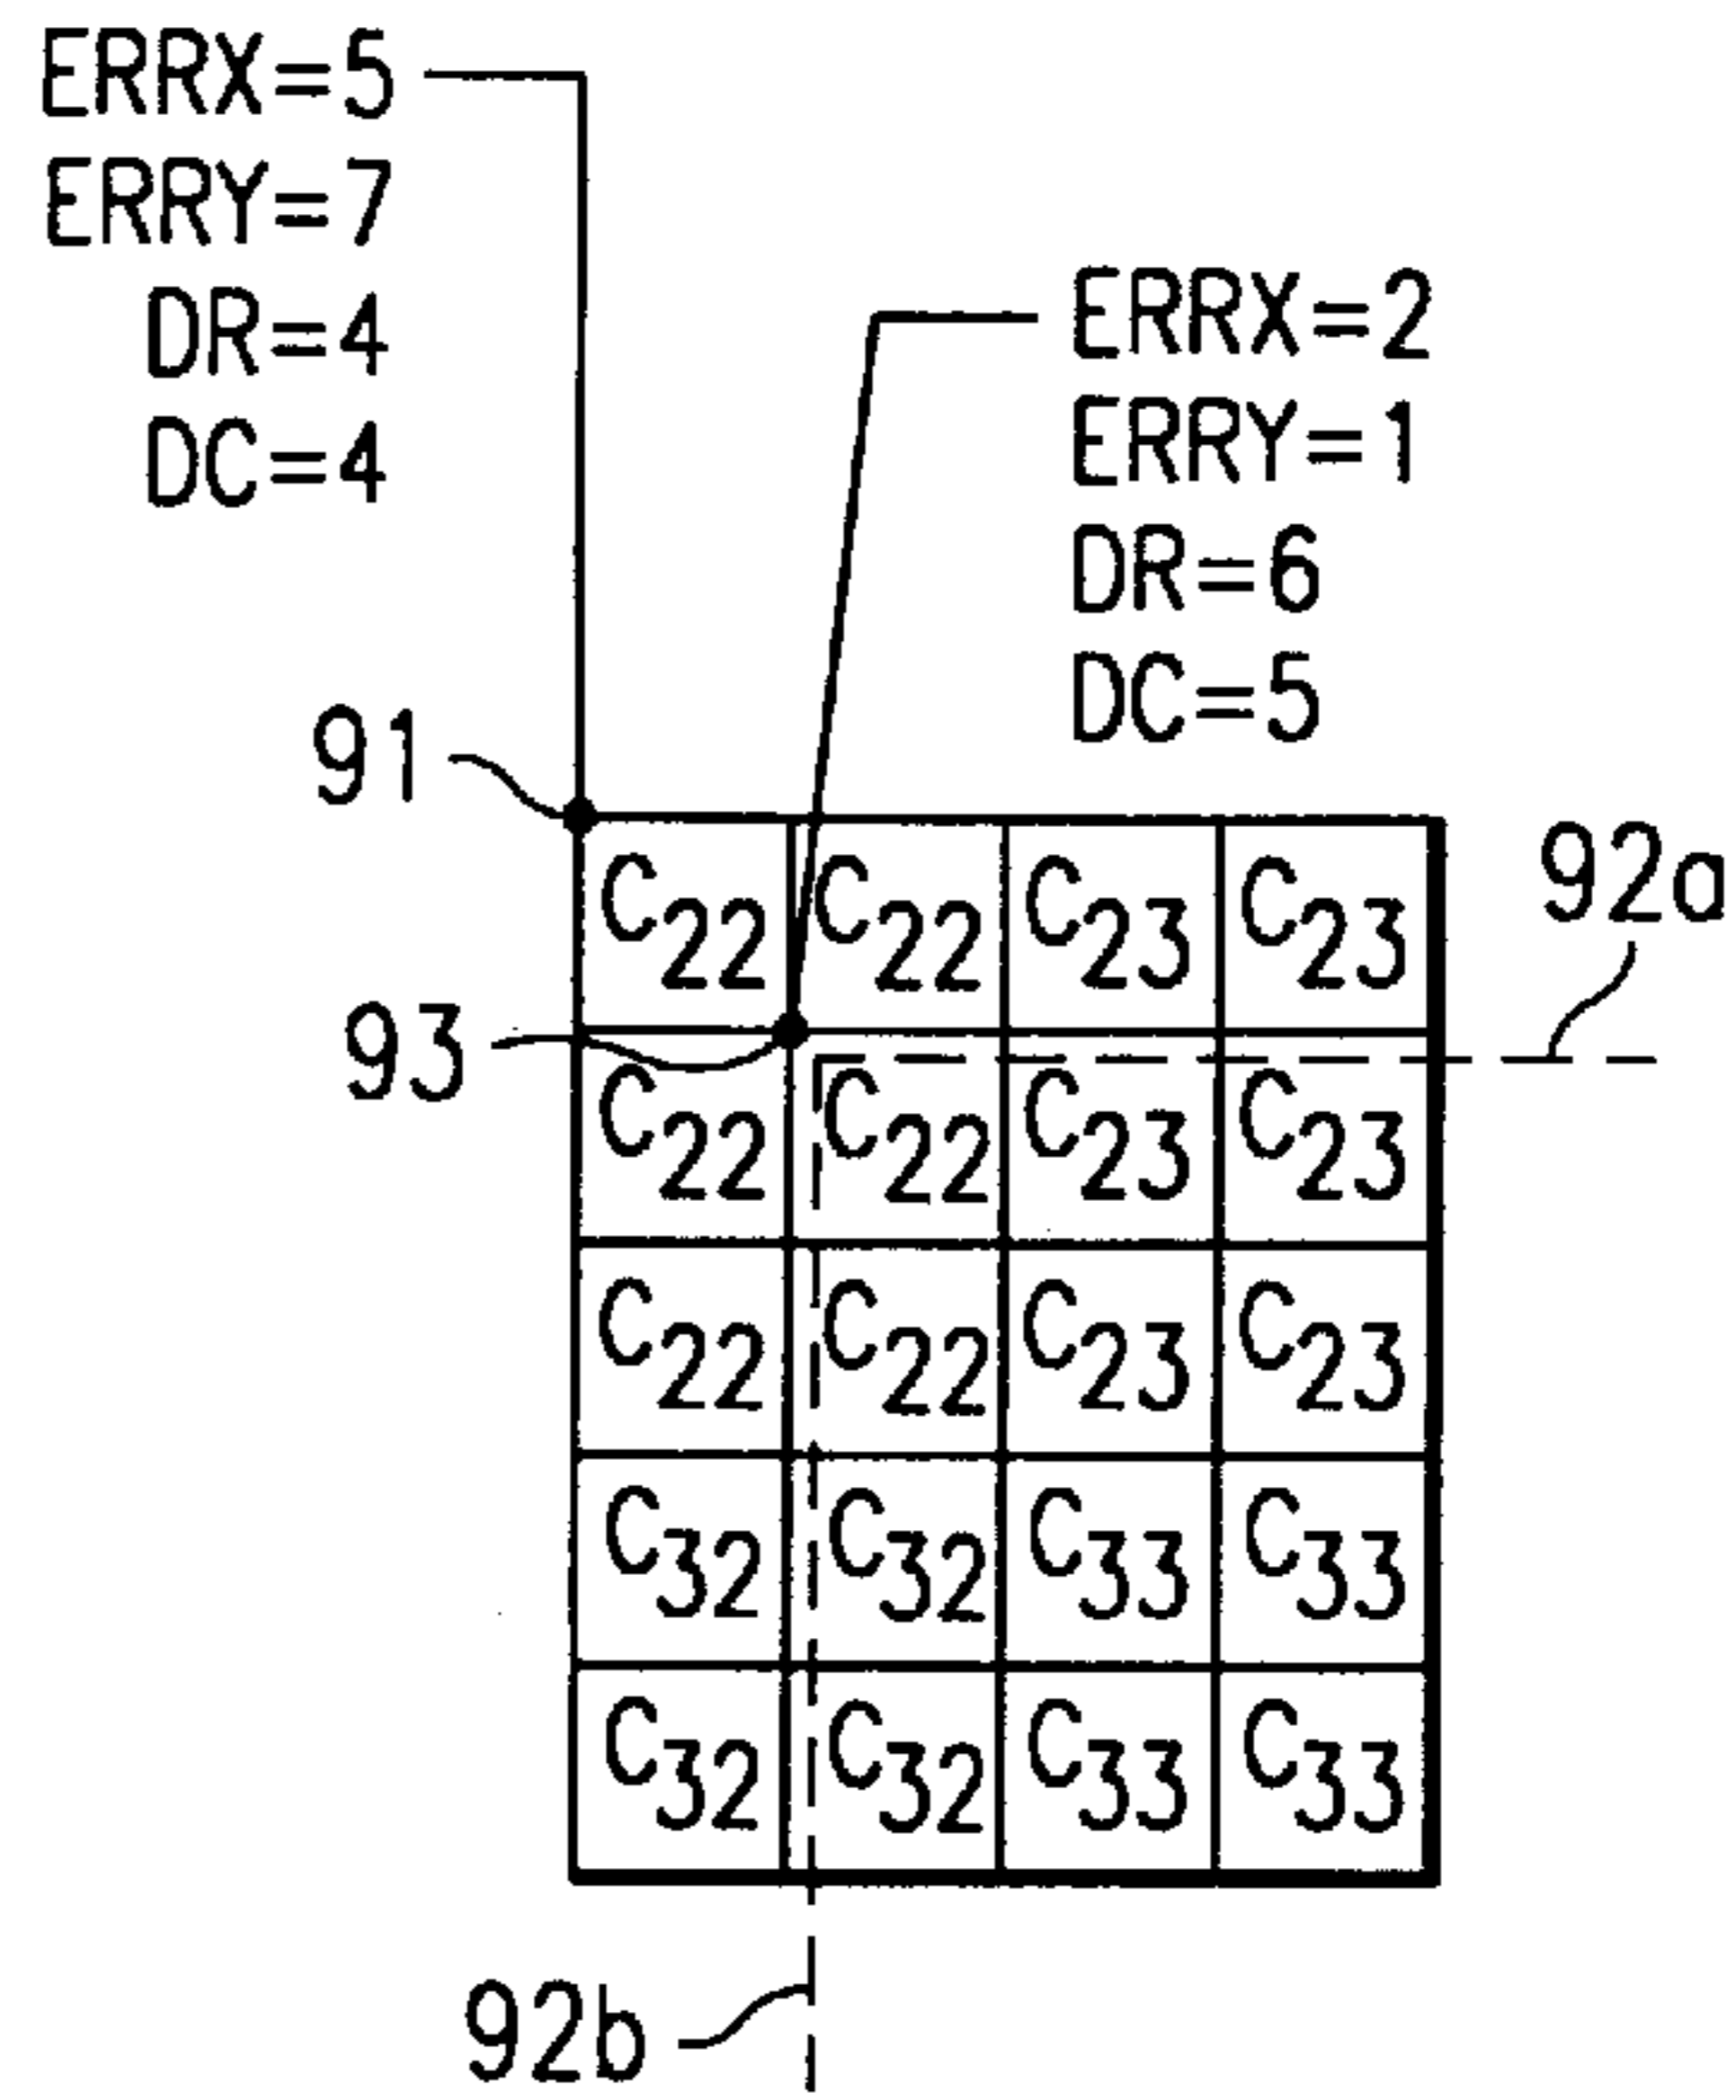 ERRX=5
ERRY=7
DR=4
DC=4
ERRX=2
ERRY=1
DR=6
DC=5
91
92a
C22 C22 C23 C23
93
C22 C22 C23 C23
C22 C22 C23 C23
C32 C32 C33 C33
C32 C32 C33 C33
92b